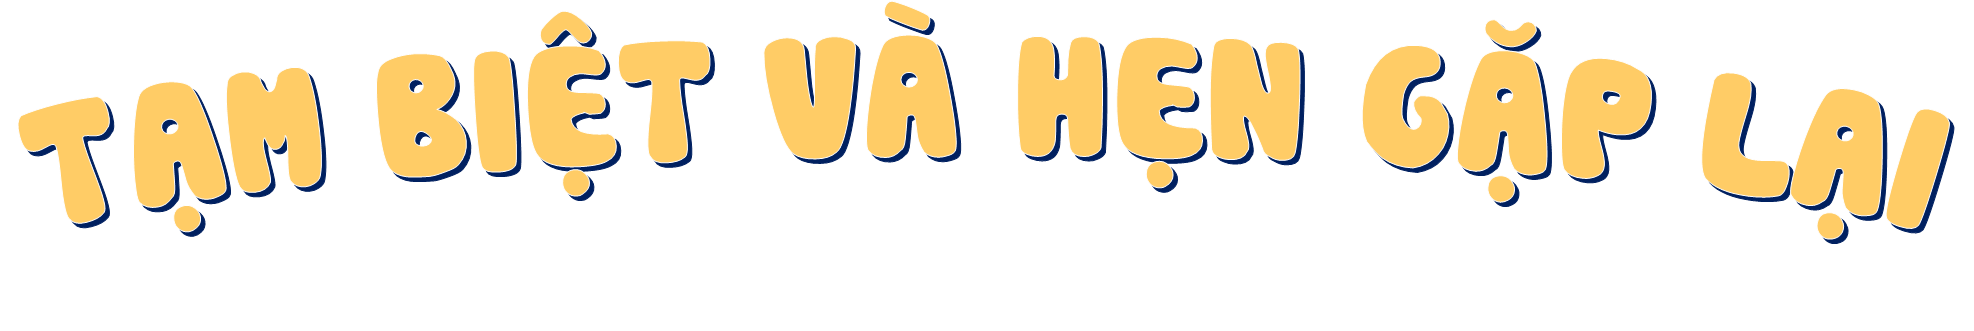 TẠM BIỆT VÀ HẸN GẶP LẠI